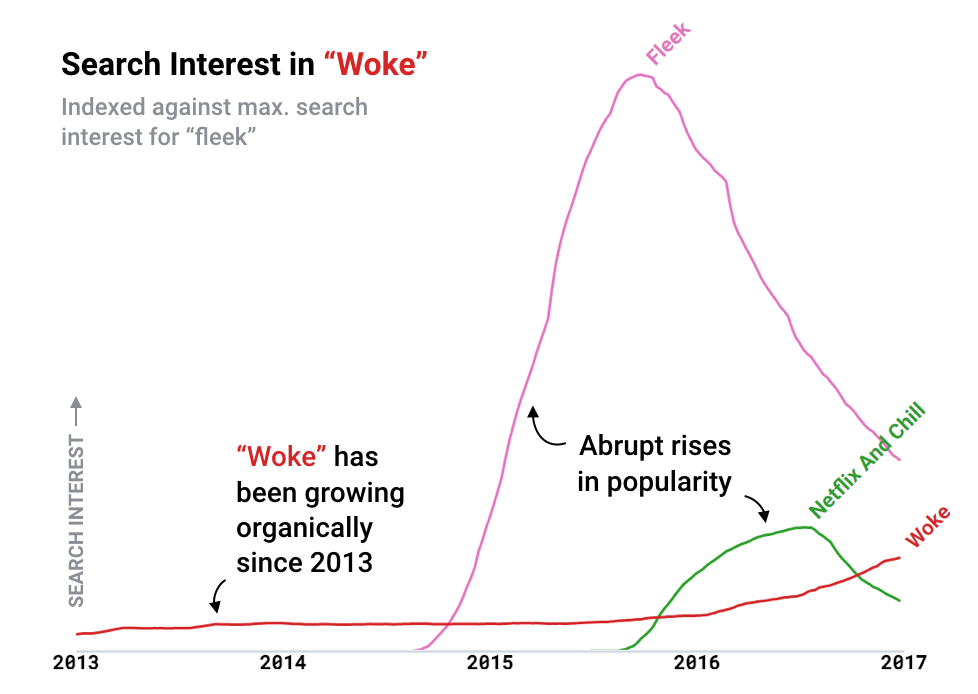 Search Interest in “Woke”
Indexed against max. search
interest for “fleek”
Fleek
SEARCH INTEREST
“Woke” has
been growing
organically
since 2013
Abrupt rises
in popularity
Netflix And Chill
Woke
2013
2014
2015
2016
2017